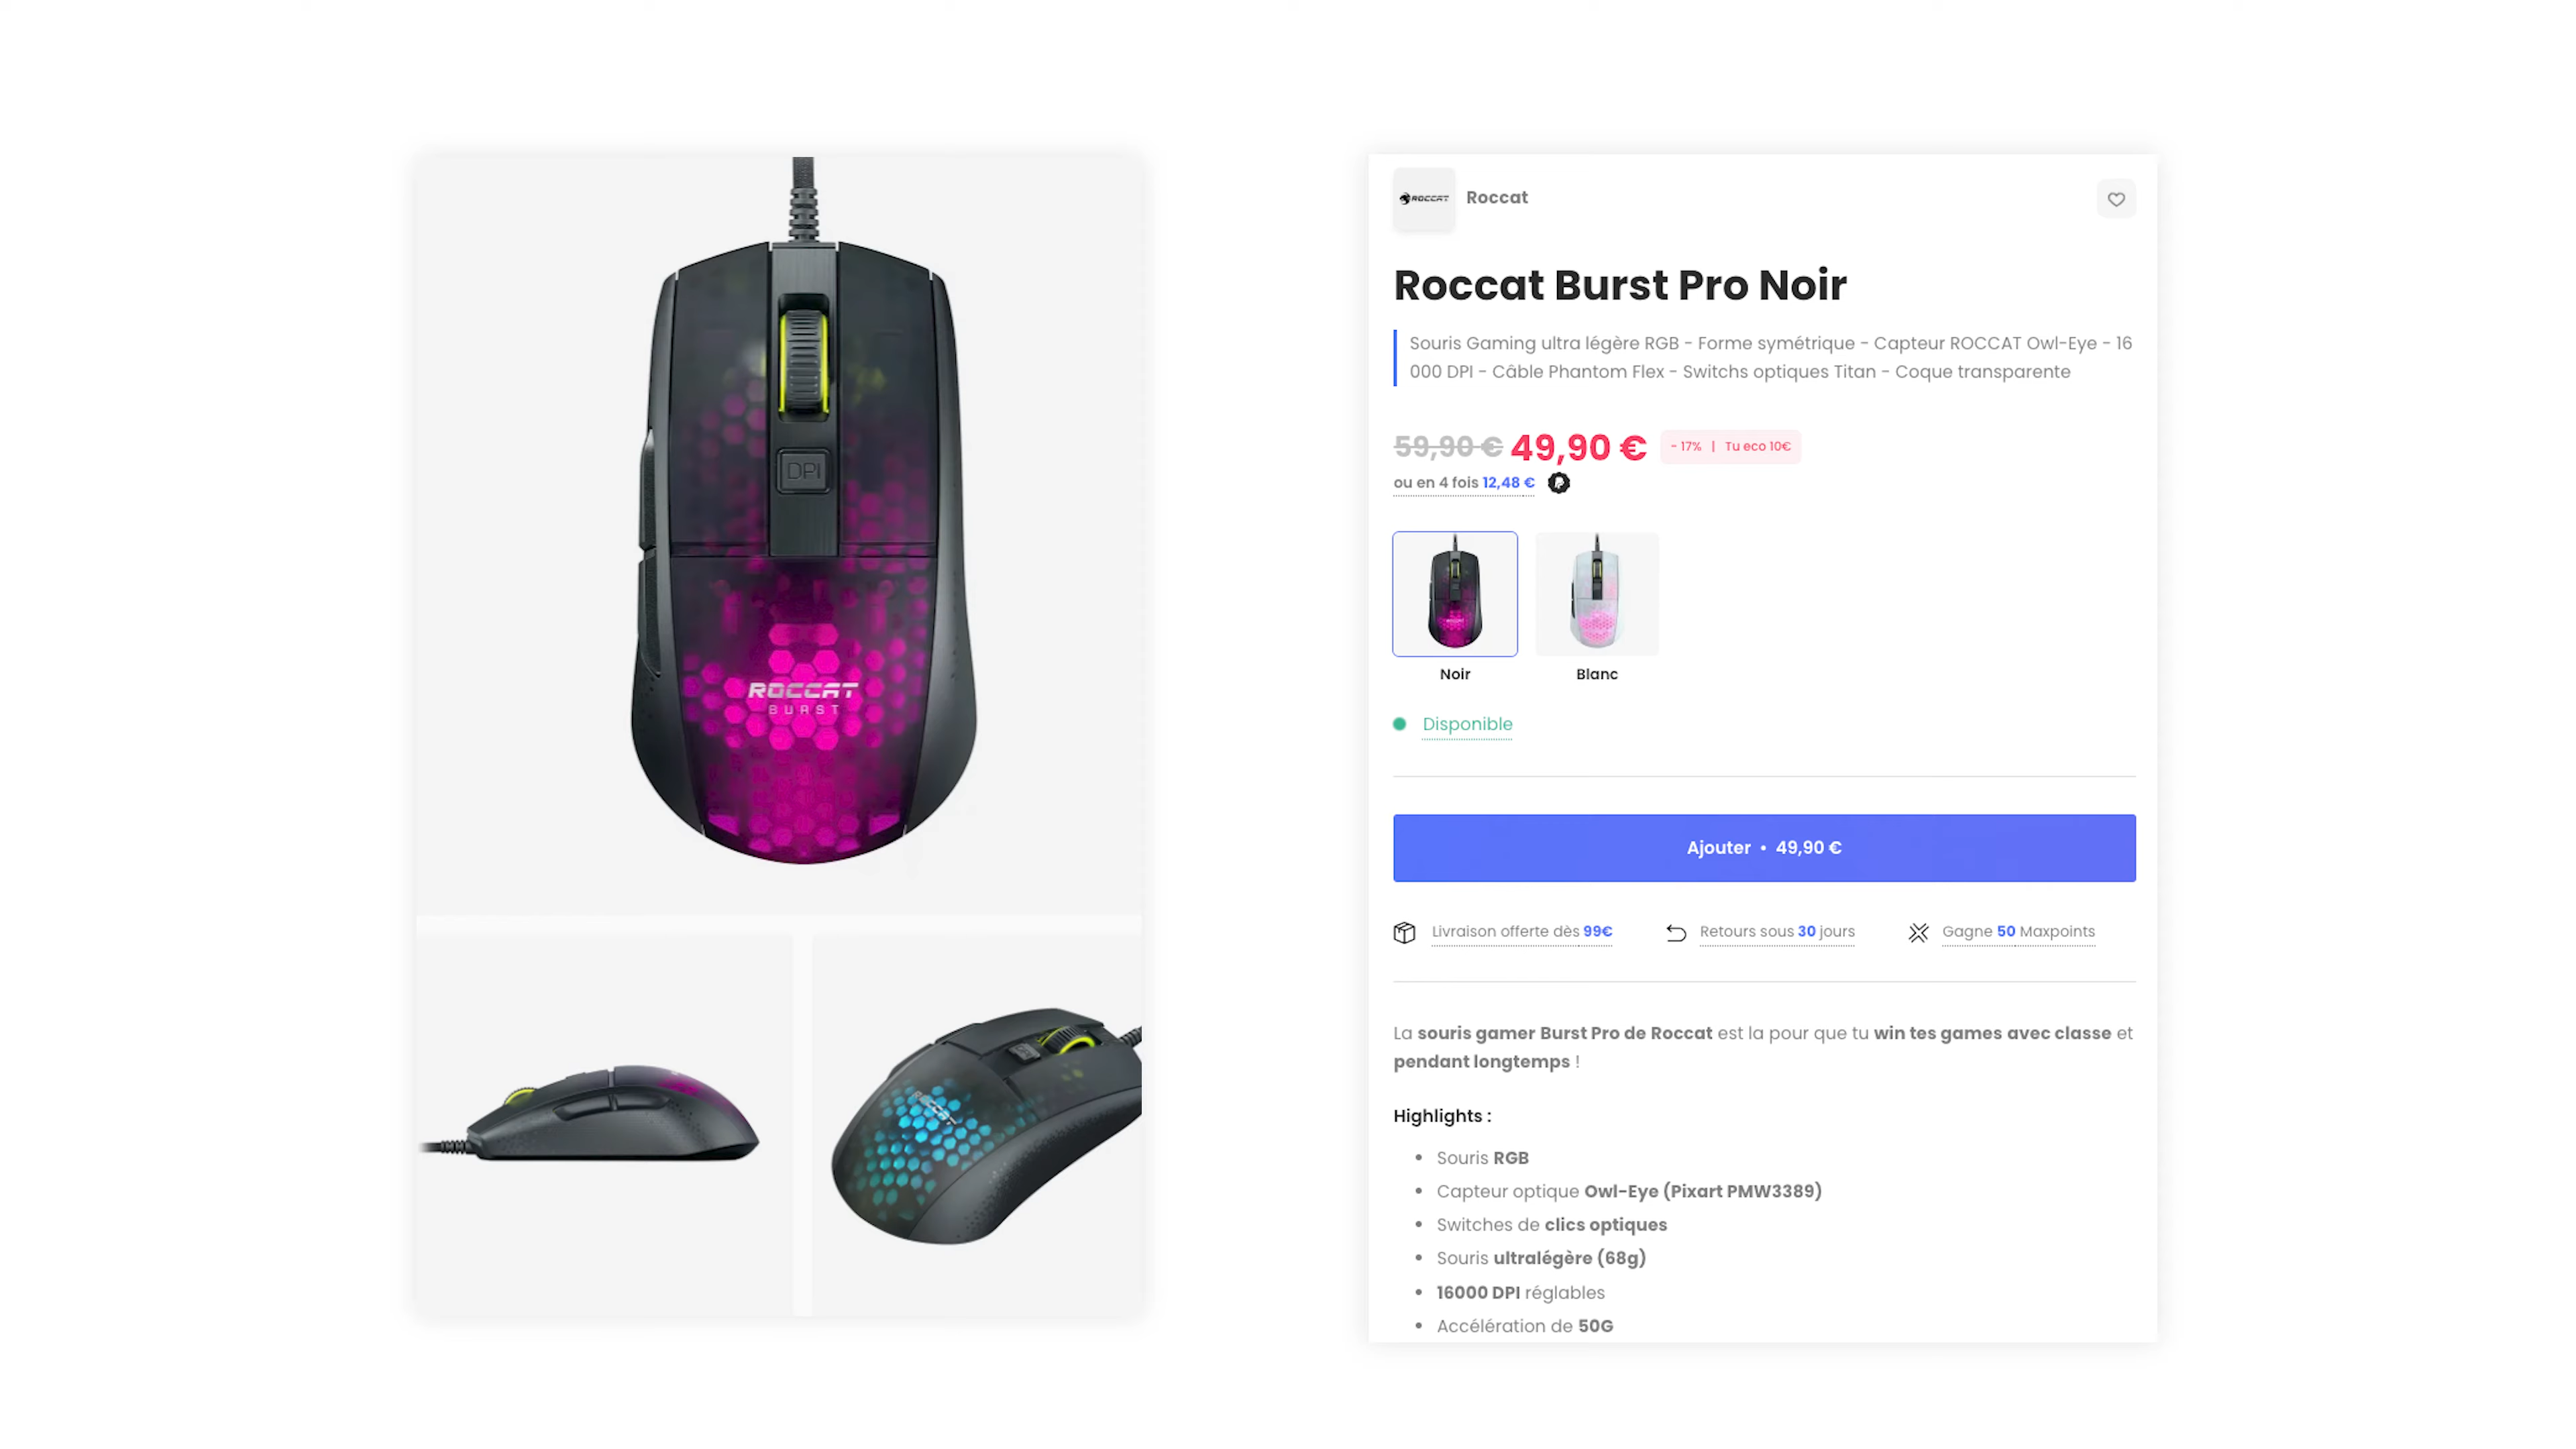 DPI
ROCCAT
BURST
ROCCAT
ROCCAT
Roccat
Roccat Burst Pro Noir
Souris Gaming ultra légère RGB - Forme symétrique - Capteur ROCCAT Owl-Eye - 16
000 DPI - Câble Phantom Flex - Switchs optiques Titan - Coque transparente
59,90 € 49,90 € - 17% | Tu eco 10€
ou en 4 fois 12,48 €
Noir
Blanc
Disponible
Ajouter • 49,90 €
Livraison offerte dès 99€
Retours sous 30 jours
Gagne 50 Maxpoints
La souris gamer Burst Pro de Roccat est la pour que tu win tes games avec classe et
pendant longtemps !
Highlights :
• Souris RGB
• Capteur optique Owl-Eye (Pixart PMW3389)
• Switches de clics optiques
• Souris ultralégère (68g)
• 16000 DPI réglables
• Accélération de 50G